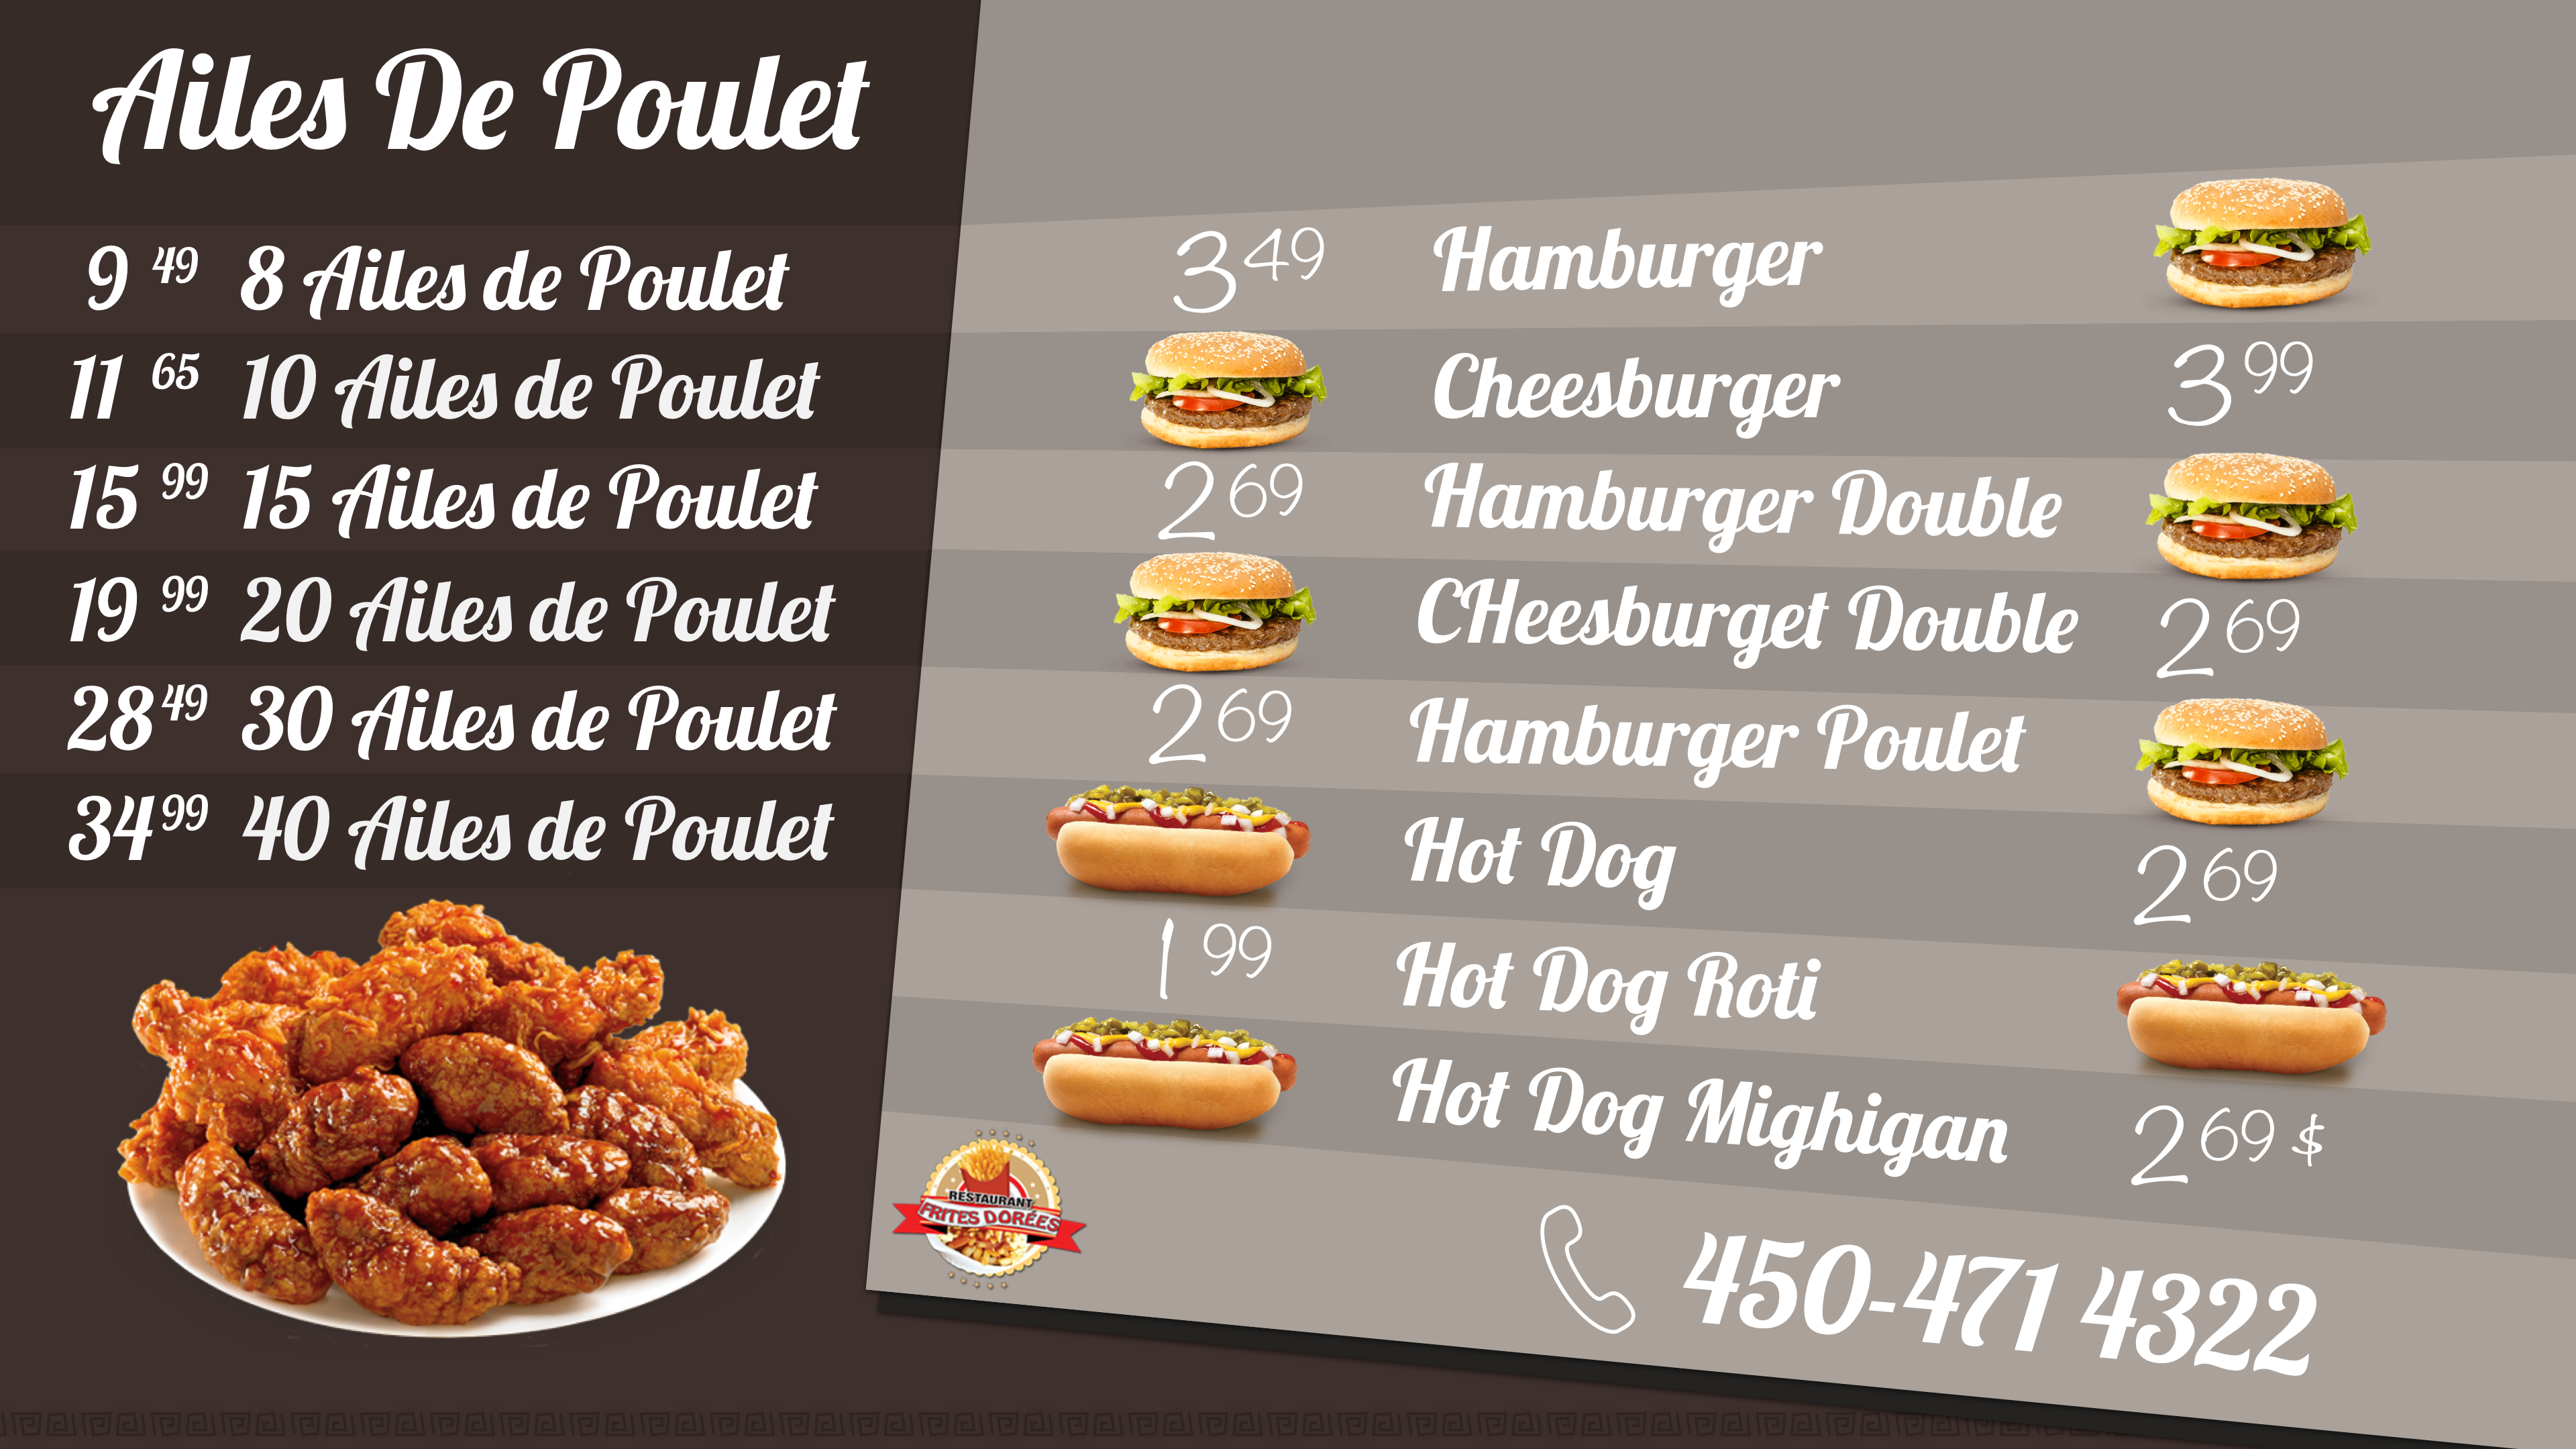 Ailes De Poulet
9 49 8 Ailes de Poulet
11 65 10 Ailes de Poulet
15 99 15 Ailes de Poulet
19 99 20 Ailes de Poulet
28 49 30 Ailes de Poulet
34 99 40 Ailes de Poulet
3 49 Hamburger
Cheesburger 3 99
2 69 Hamburger Double
CHeesburget Double 2 69
2 69 Hamburger Poulet
Hot Dog 2 69
1 99 Hot Dog Roti
Hot Dog Mighigan 2 69 $
RESTAURANT
FRITES DORÉES
450-471 4322